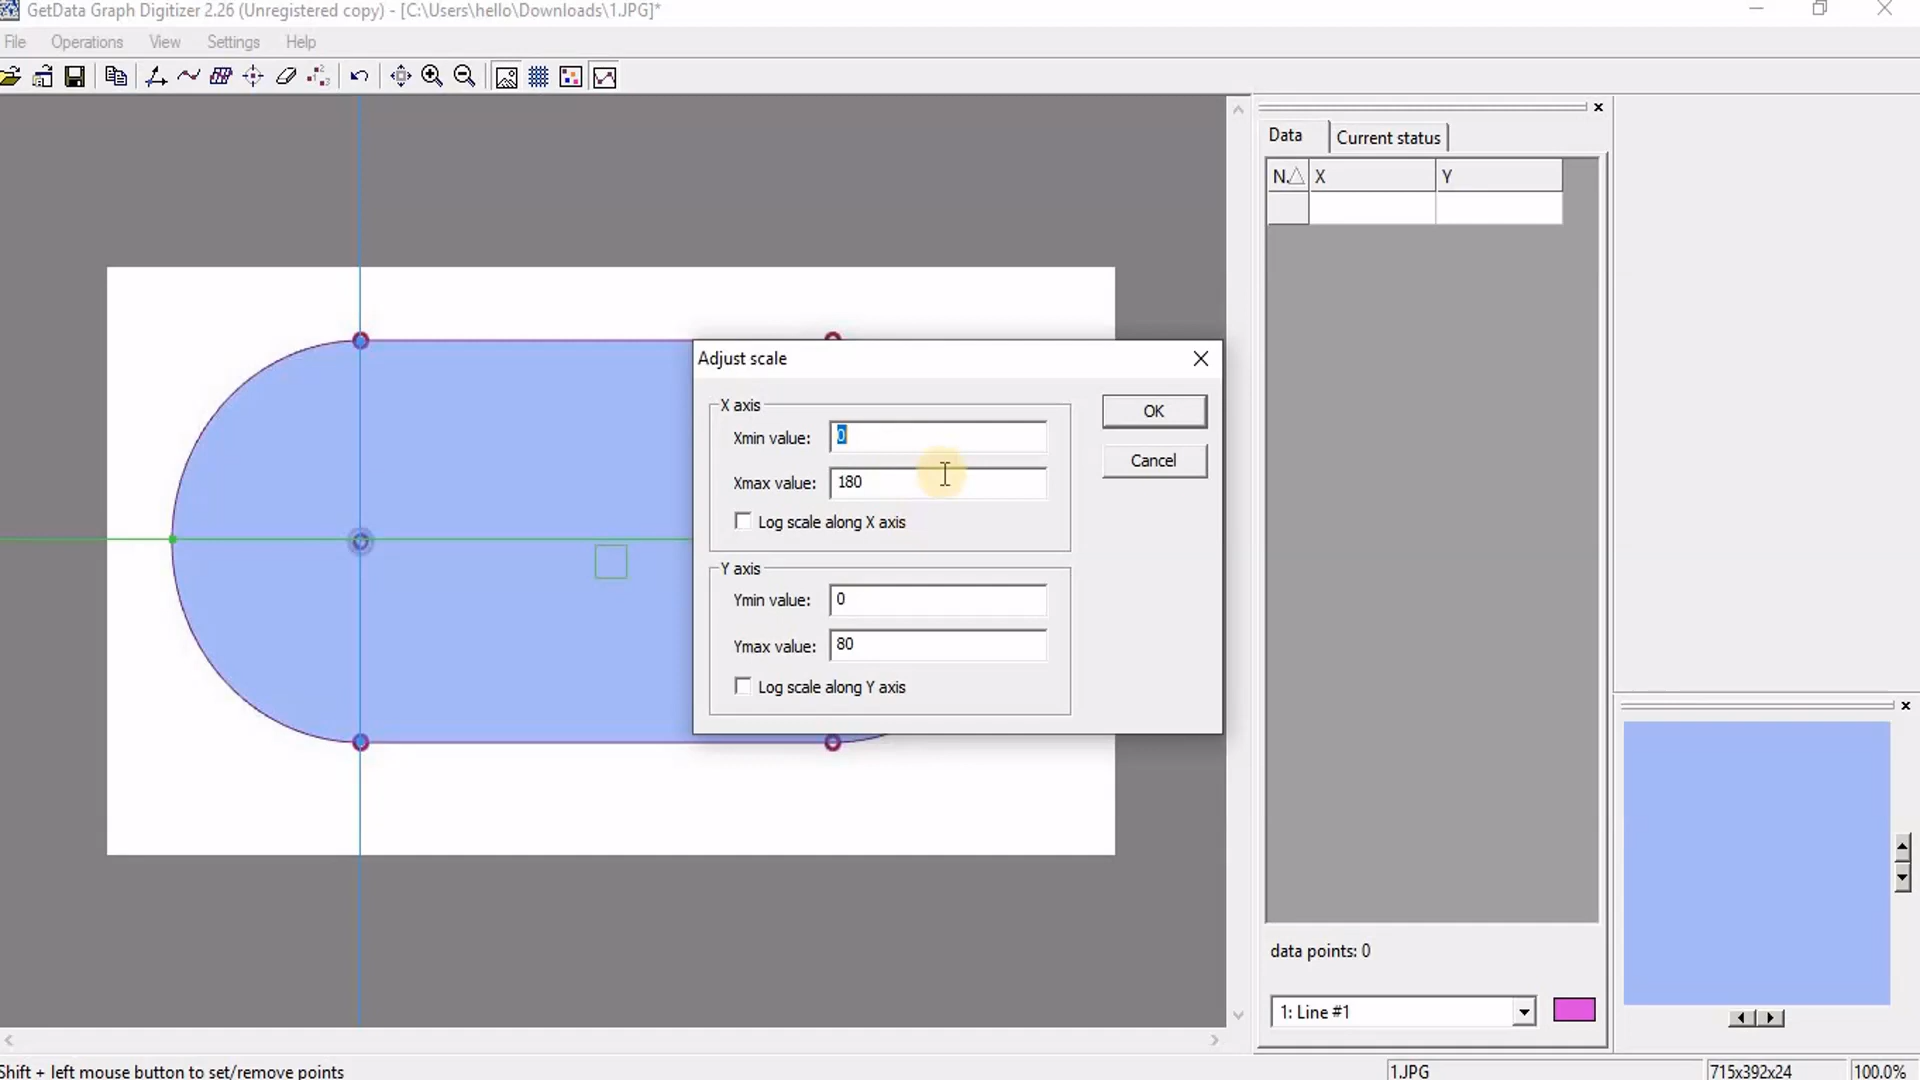 GetData Graph Digitizer 2.26 (Unregistered copy) - [C:\Users\hello\Downloads\1.JPG]*
File Operations View Settings Help
Data Current status
N. X Y
Adjust scale
X axis
OK
Xmin value: 0
Cancel
Xmax value: 180
Log scale along X axis
Y axis
Ymin value: 0
Ymax value: 80
Log scale along Y axis
data points: 0
1: Line #1
Shift + left mouse button to set/remove points 1.JPG 715x392x24 100.0%